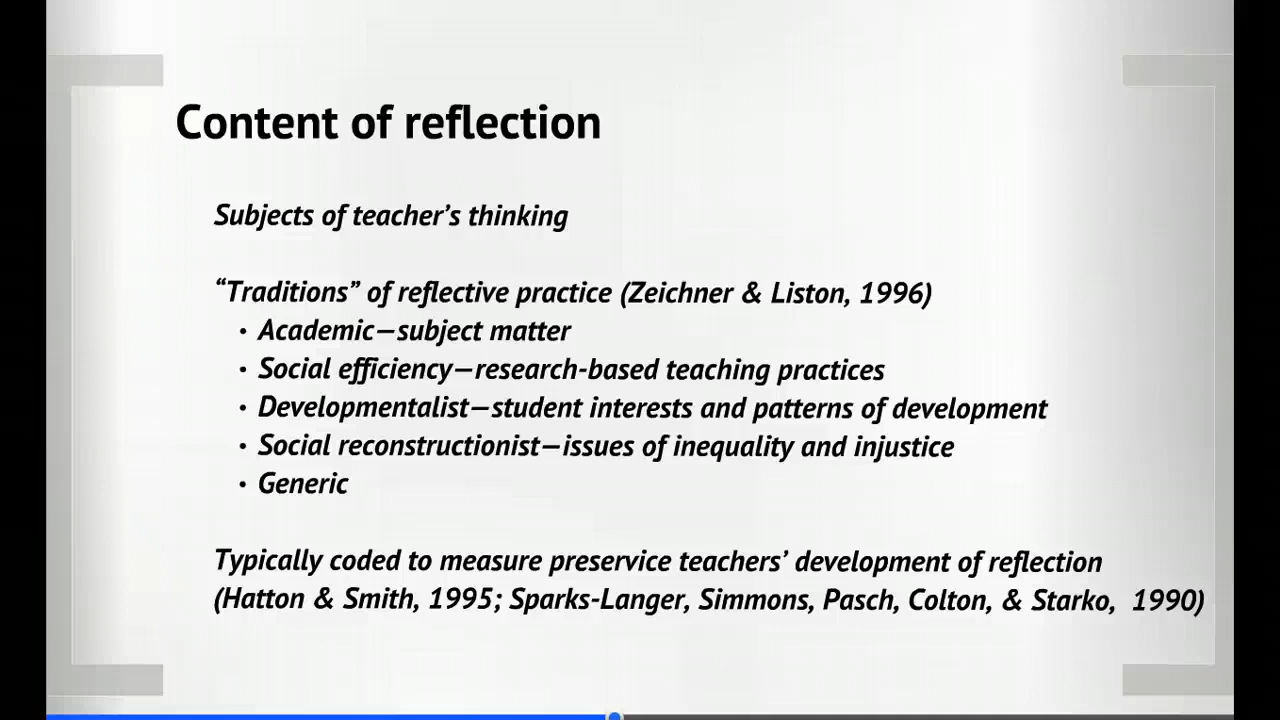 Content of reflection
Subjects of teacher’s thinking
“Traditions” of reflective practice (Zeichner & Liston, 1996)
• Academic—subject matter
• Social efficiency—research-based teaching practices
• Developmentalist—student interests and patterns of development
• Social reconstructionist—issues of inequality and injustice
• Generic
Typically coded to measure preservice teachers’ development of reflection
(Hatton & Smith, 1995; Sparks-Langer, Simmons, Pasch, Colton, & Starko,  1990)